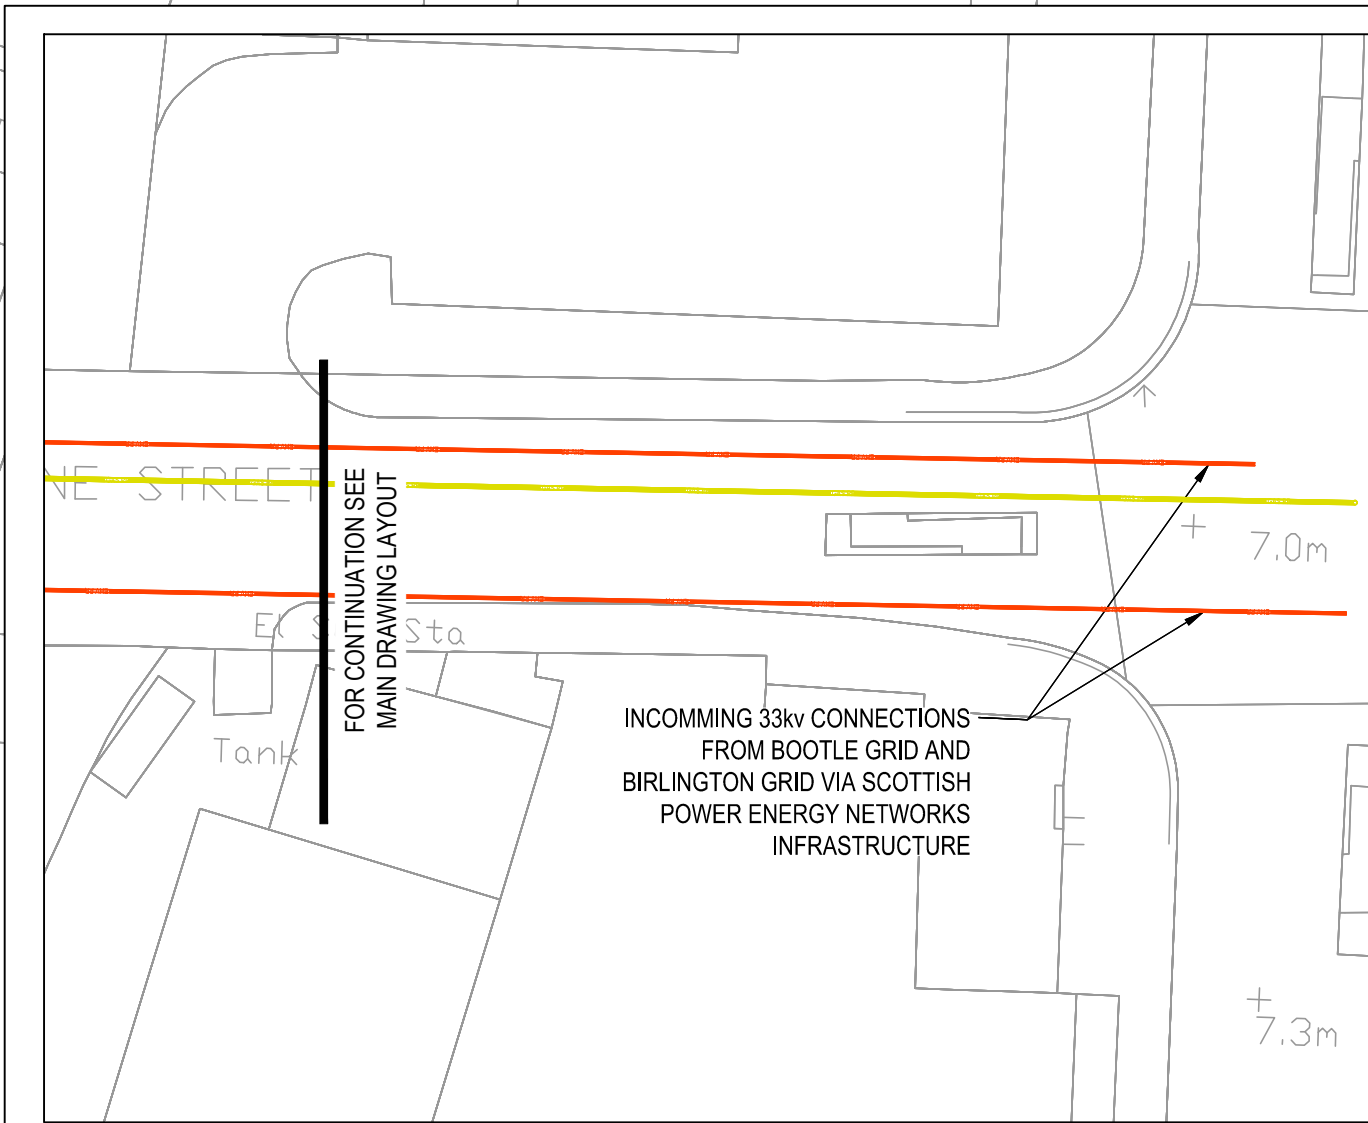 NE STREET
FOR CONTINUATION SEE
MAIN DRAWING LAYOUT
7.0m
El S Sta
Tank
INCOMMING 33kv CONNECTIONS
FROM BOOTLE GRID AND
BIRLINGTON GRID VIA SCOTTISH
POWER ENERGY NETWORKS
INFRASTRUCTURE
7.3m